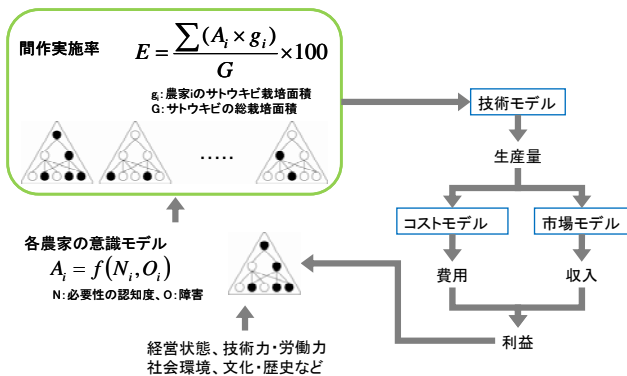 間作実施率
E = ∑(Aᵢ × gᵢ) / G ×100
gᵢ: 農家iのサトウキビ栽培面積
G: サトウキビの総栽培面積
.....
各農家の意識モデル
Aᵢ = f(Nᵢ, Oᵢ)
N: 必要性の認知度、O: 障害
経営状態、技術力・労働力
社会環境、文化・歴史など
技術モデル
生産量
コストモデル
市場モデル
費用
収入
利益